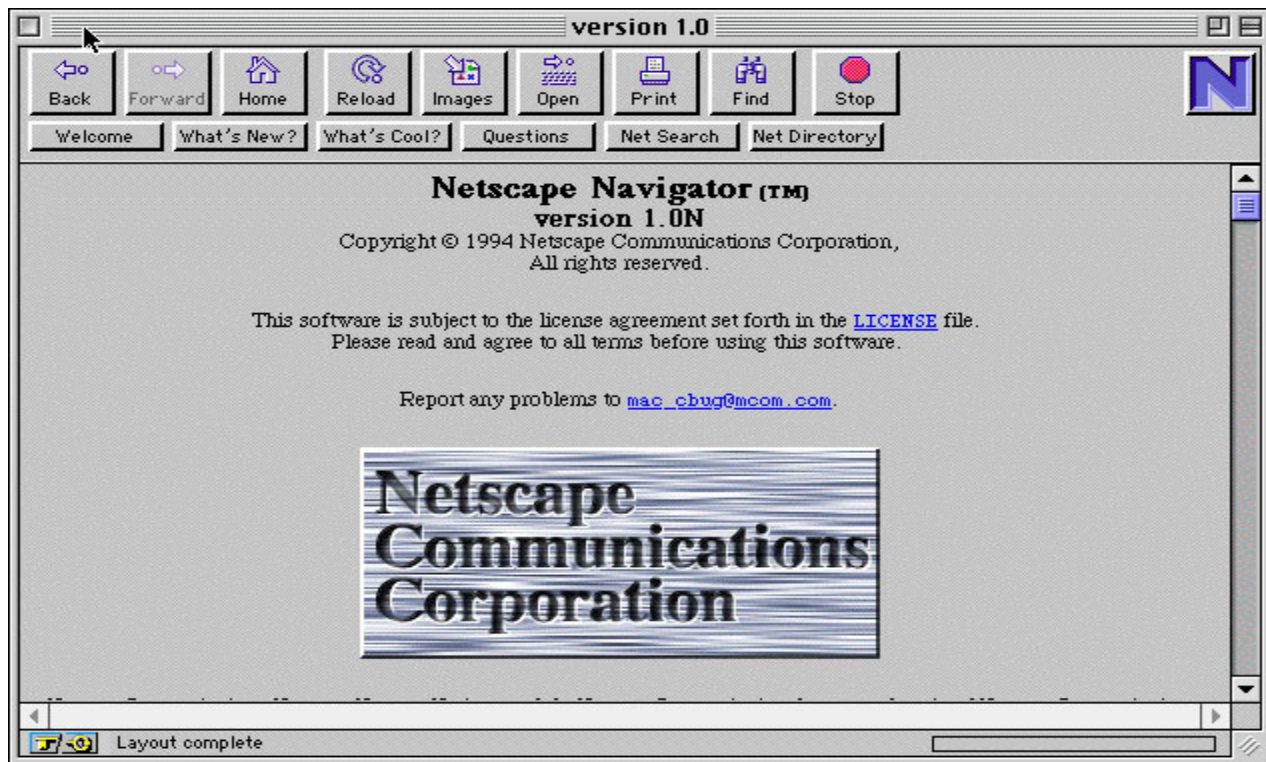 version 1.0
Back Forward Home Reload Images Open Print Find Stop
N
Welcome What's New? What's Cool? Questions Net Search Net Directory
Netscape Navigator (TM)
version 1.0N
Copyright © 1994 Netscape Communications Corporation,
All rights reserved.
This software is subject to the license agreement set forth in the LICENSE file.
Please read and agree to all terms before using this software.
Report any problems to mac_cbug@mcom.com.
Netscape
Communications
Corporation
Layout complete